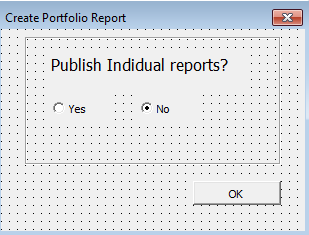 Create Portfolio Report
Publish Indidual reports?
Yes
No
OK